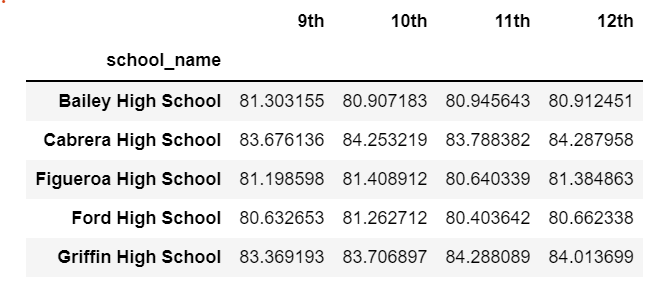 9th 10th 11th 12th
school_name
Bailey High School 81.303155 80.907183 80.945643 80.912451
Cabrera High School 83.676136 84.253219 83.788382 84.287958
Figueroa High School 81.198598 81.408912 80.640339 81.384863
Ford High School 80.632653 81.262712 80.403642 80.662338
Griffin High School 83.369193 83.706897 84.288089 84.013699